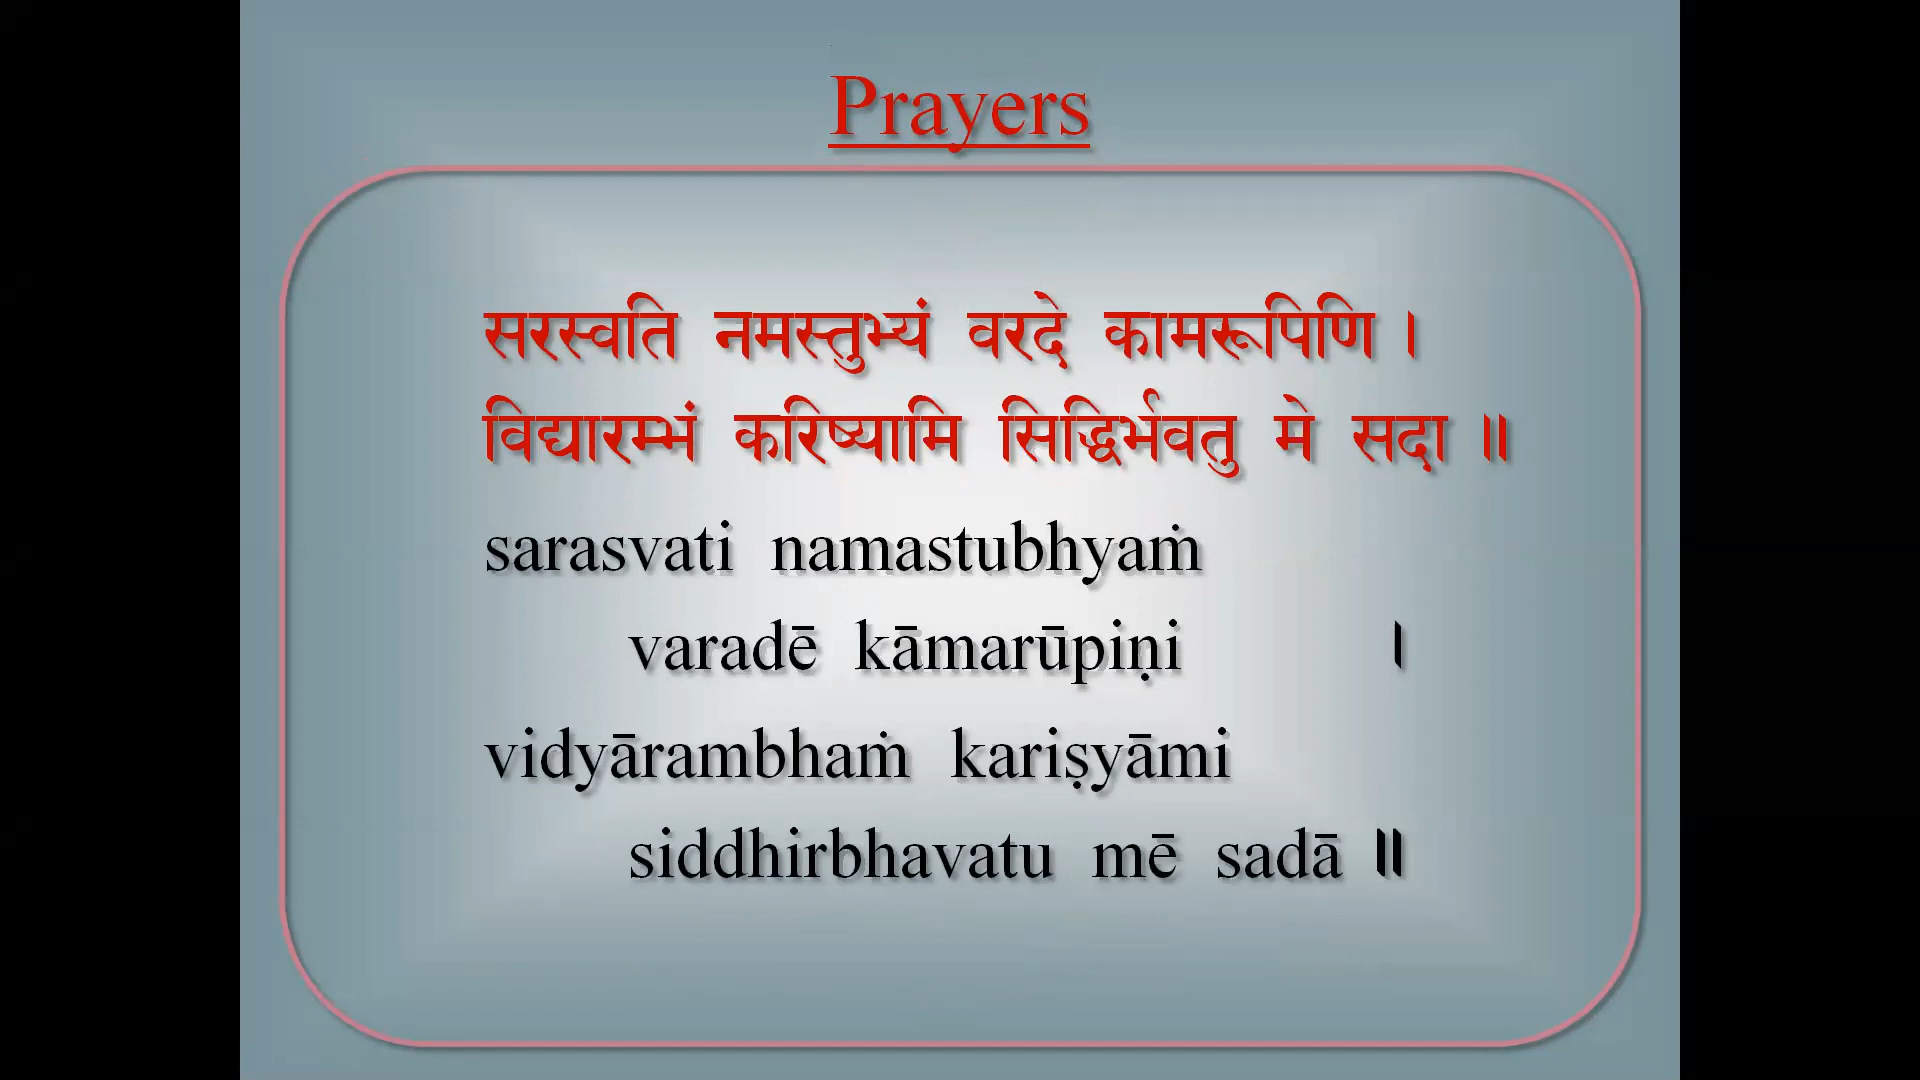 Prayers
सरस्वति नमस्तुभ्यं वरदे कामरूपिणि ।
विद्यारम्भं करिष्यामि सिद्धिर्भवतु मे सदा ॥
sarasvati namastubhyaṁ
varadē kāmarūpiṇi ।
vidyārambhaṁ kariṣyāmi
siddhirbhavatu mē sadā ॥